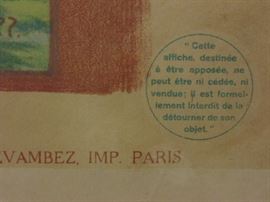 ??.
" Cette
affiche, destinée
à être apposée, ne
peut être ni cédée, ni
vendue; il est formel-
lement interdit de la
détourner de son
objet. "
EVAMBEZ, IMP. PARIS